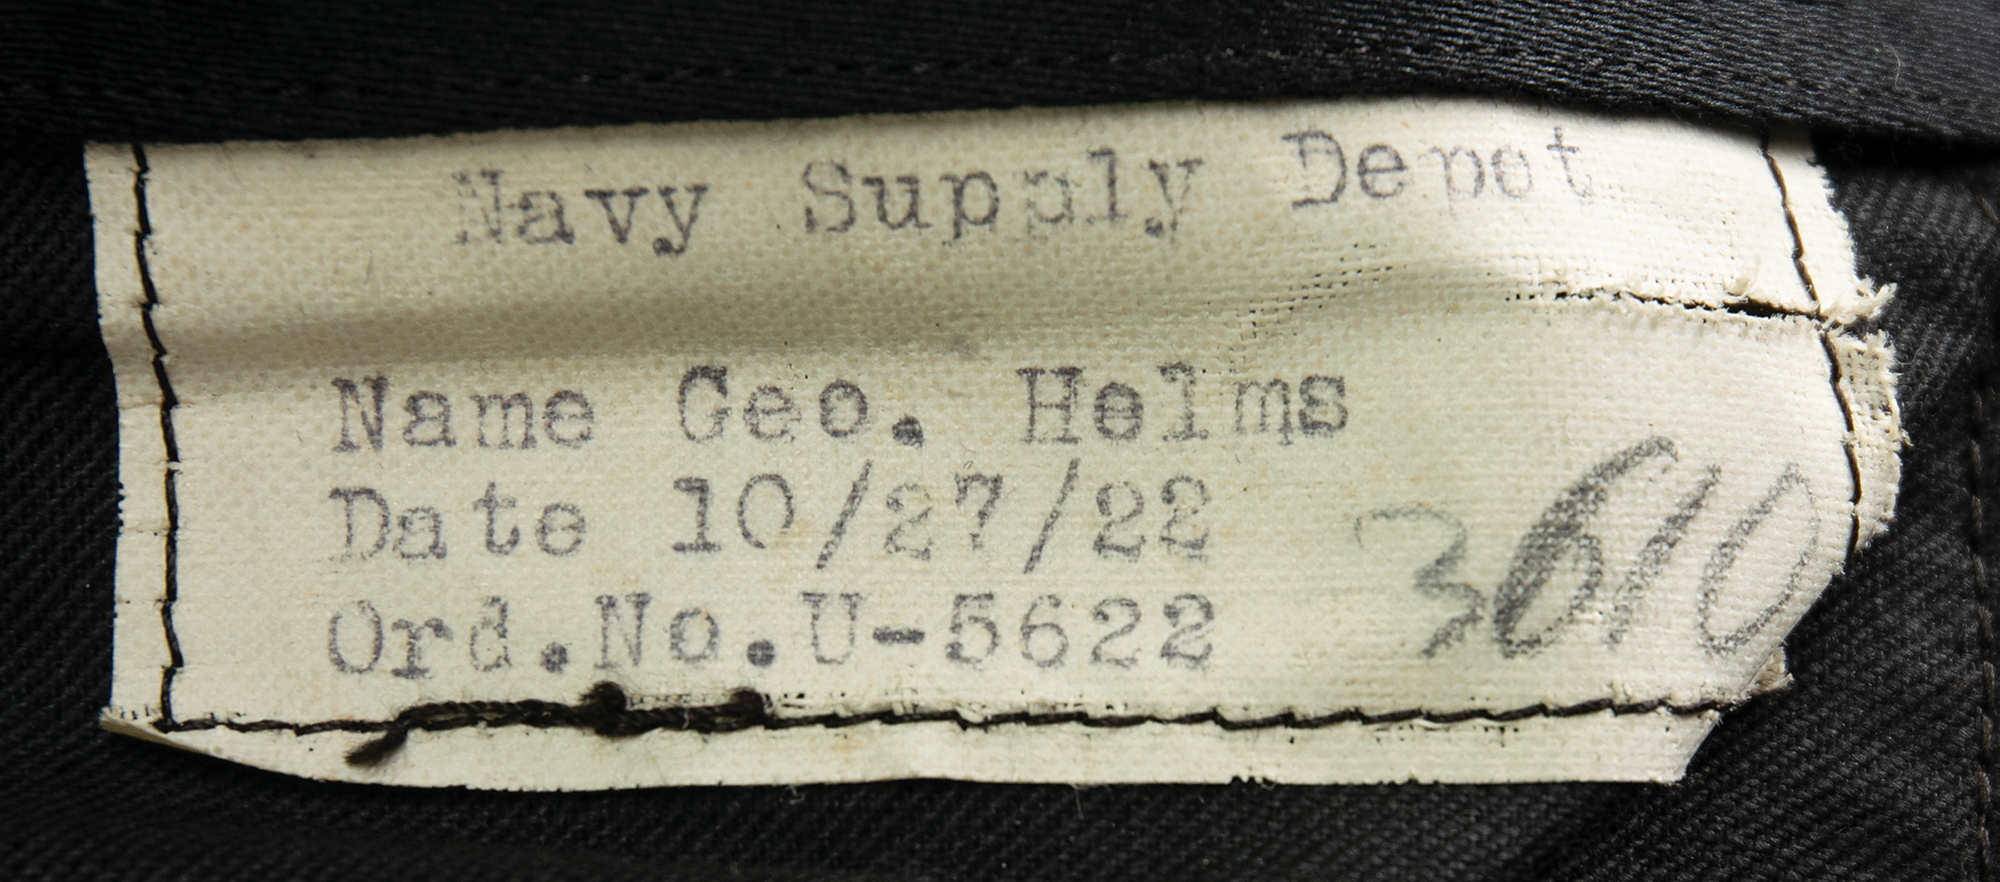 Navy Supply Depot
Name Geo. Helms
Date 10/27/22
Ord.No.U-5622
3610